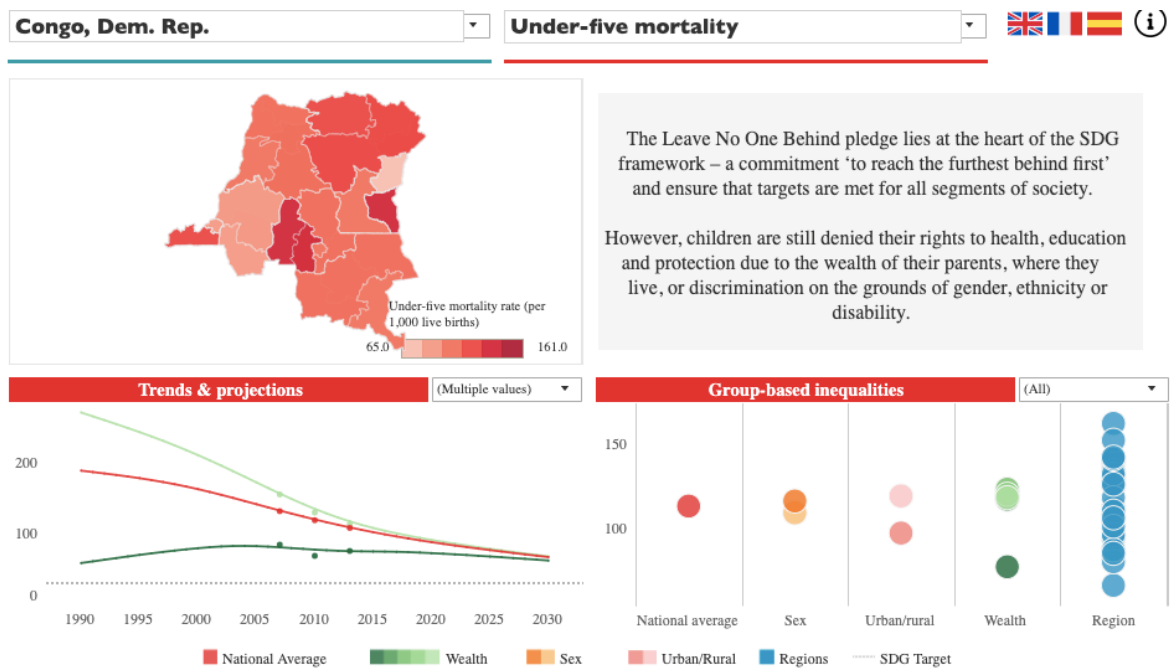 Congo, Dem. Rep.
Under-five mortality
i
The Leave No One Behind pledge lies at the heart of the SDG
framework – a commitment ‘to reach the furthest behind first’
and ensure that targets are met for all segments of society.
However, children are still denied their rights to health, education
and protection due to the wealth of their parents, where they
live, or discrimination on the grounds of gender, ethnicity or
disability.
Under-five mortality rate (per
1,000 live births)
65.0
161.0
Trends & projections
(Multiple values)
200
100
0
1990 1995 2000 2005 2010 2015 2020 2025 2030
Group-based inequalities
(All)
150
100
National average Sex Urban/rural Wealth Region
National Average Wealth Sex Urban/Rural Regions SDG Target